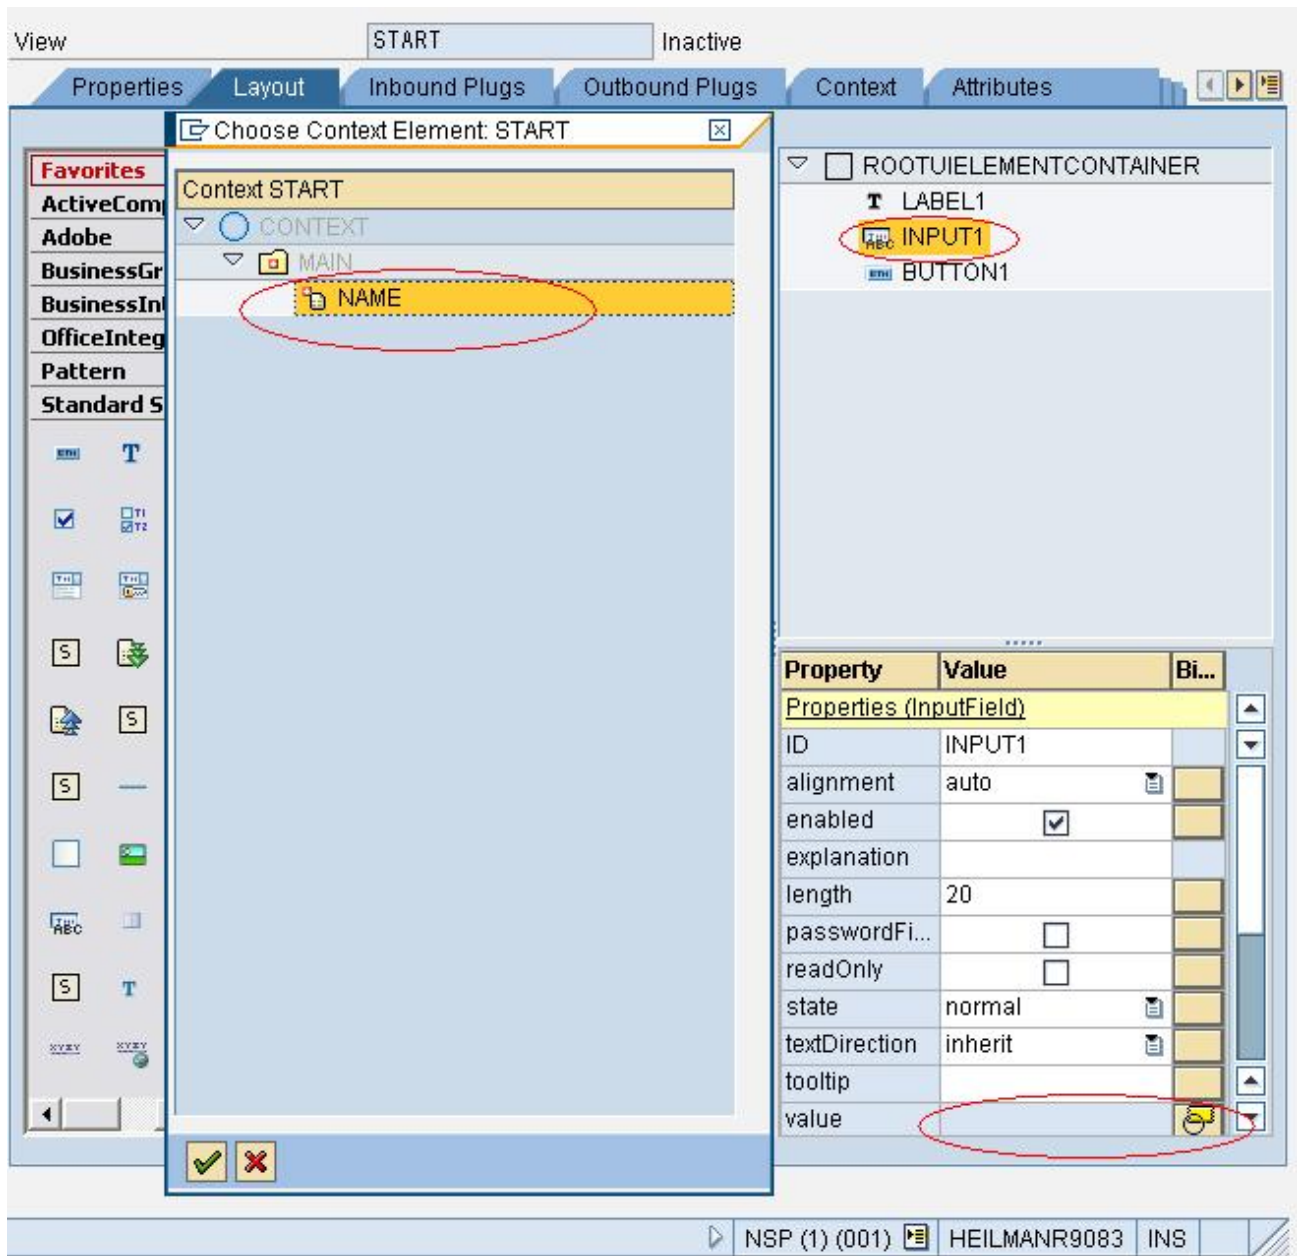 View START Inactive
Properties Layout Inbound Plugs Outbound Plugs Context Attributes
Choose Context Element: START
Favorites
ActiveComp
Adobe
BusinessGr
BusinessIn
OfficeInteg
Pattern
Standard S
Context START
CONTEXT
MAIN
NAME
ROOTUIELEMENTCONTAINER
LABEL1
INPUT1
BUTTON1
Property Value Bi...
Properties (InputField)
ID INPUT1
alignment auto
enabled
explanation
length 20
passwordFi...
readOnly
state normal
textDirection inherit
tooltip
value
NSP (1) (001) HEILMANR9083 INS